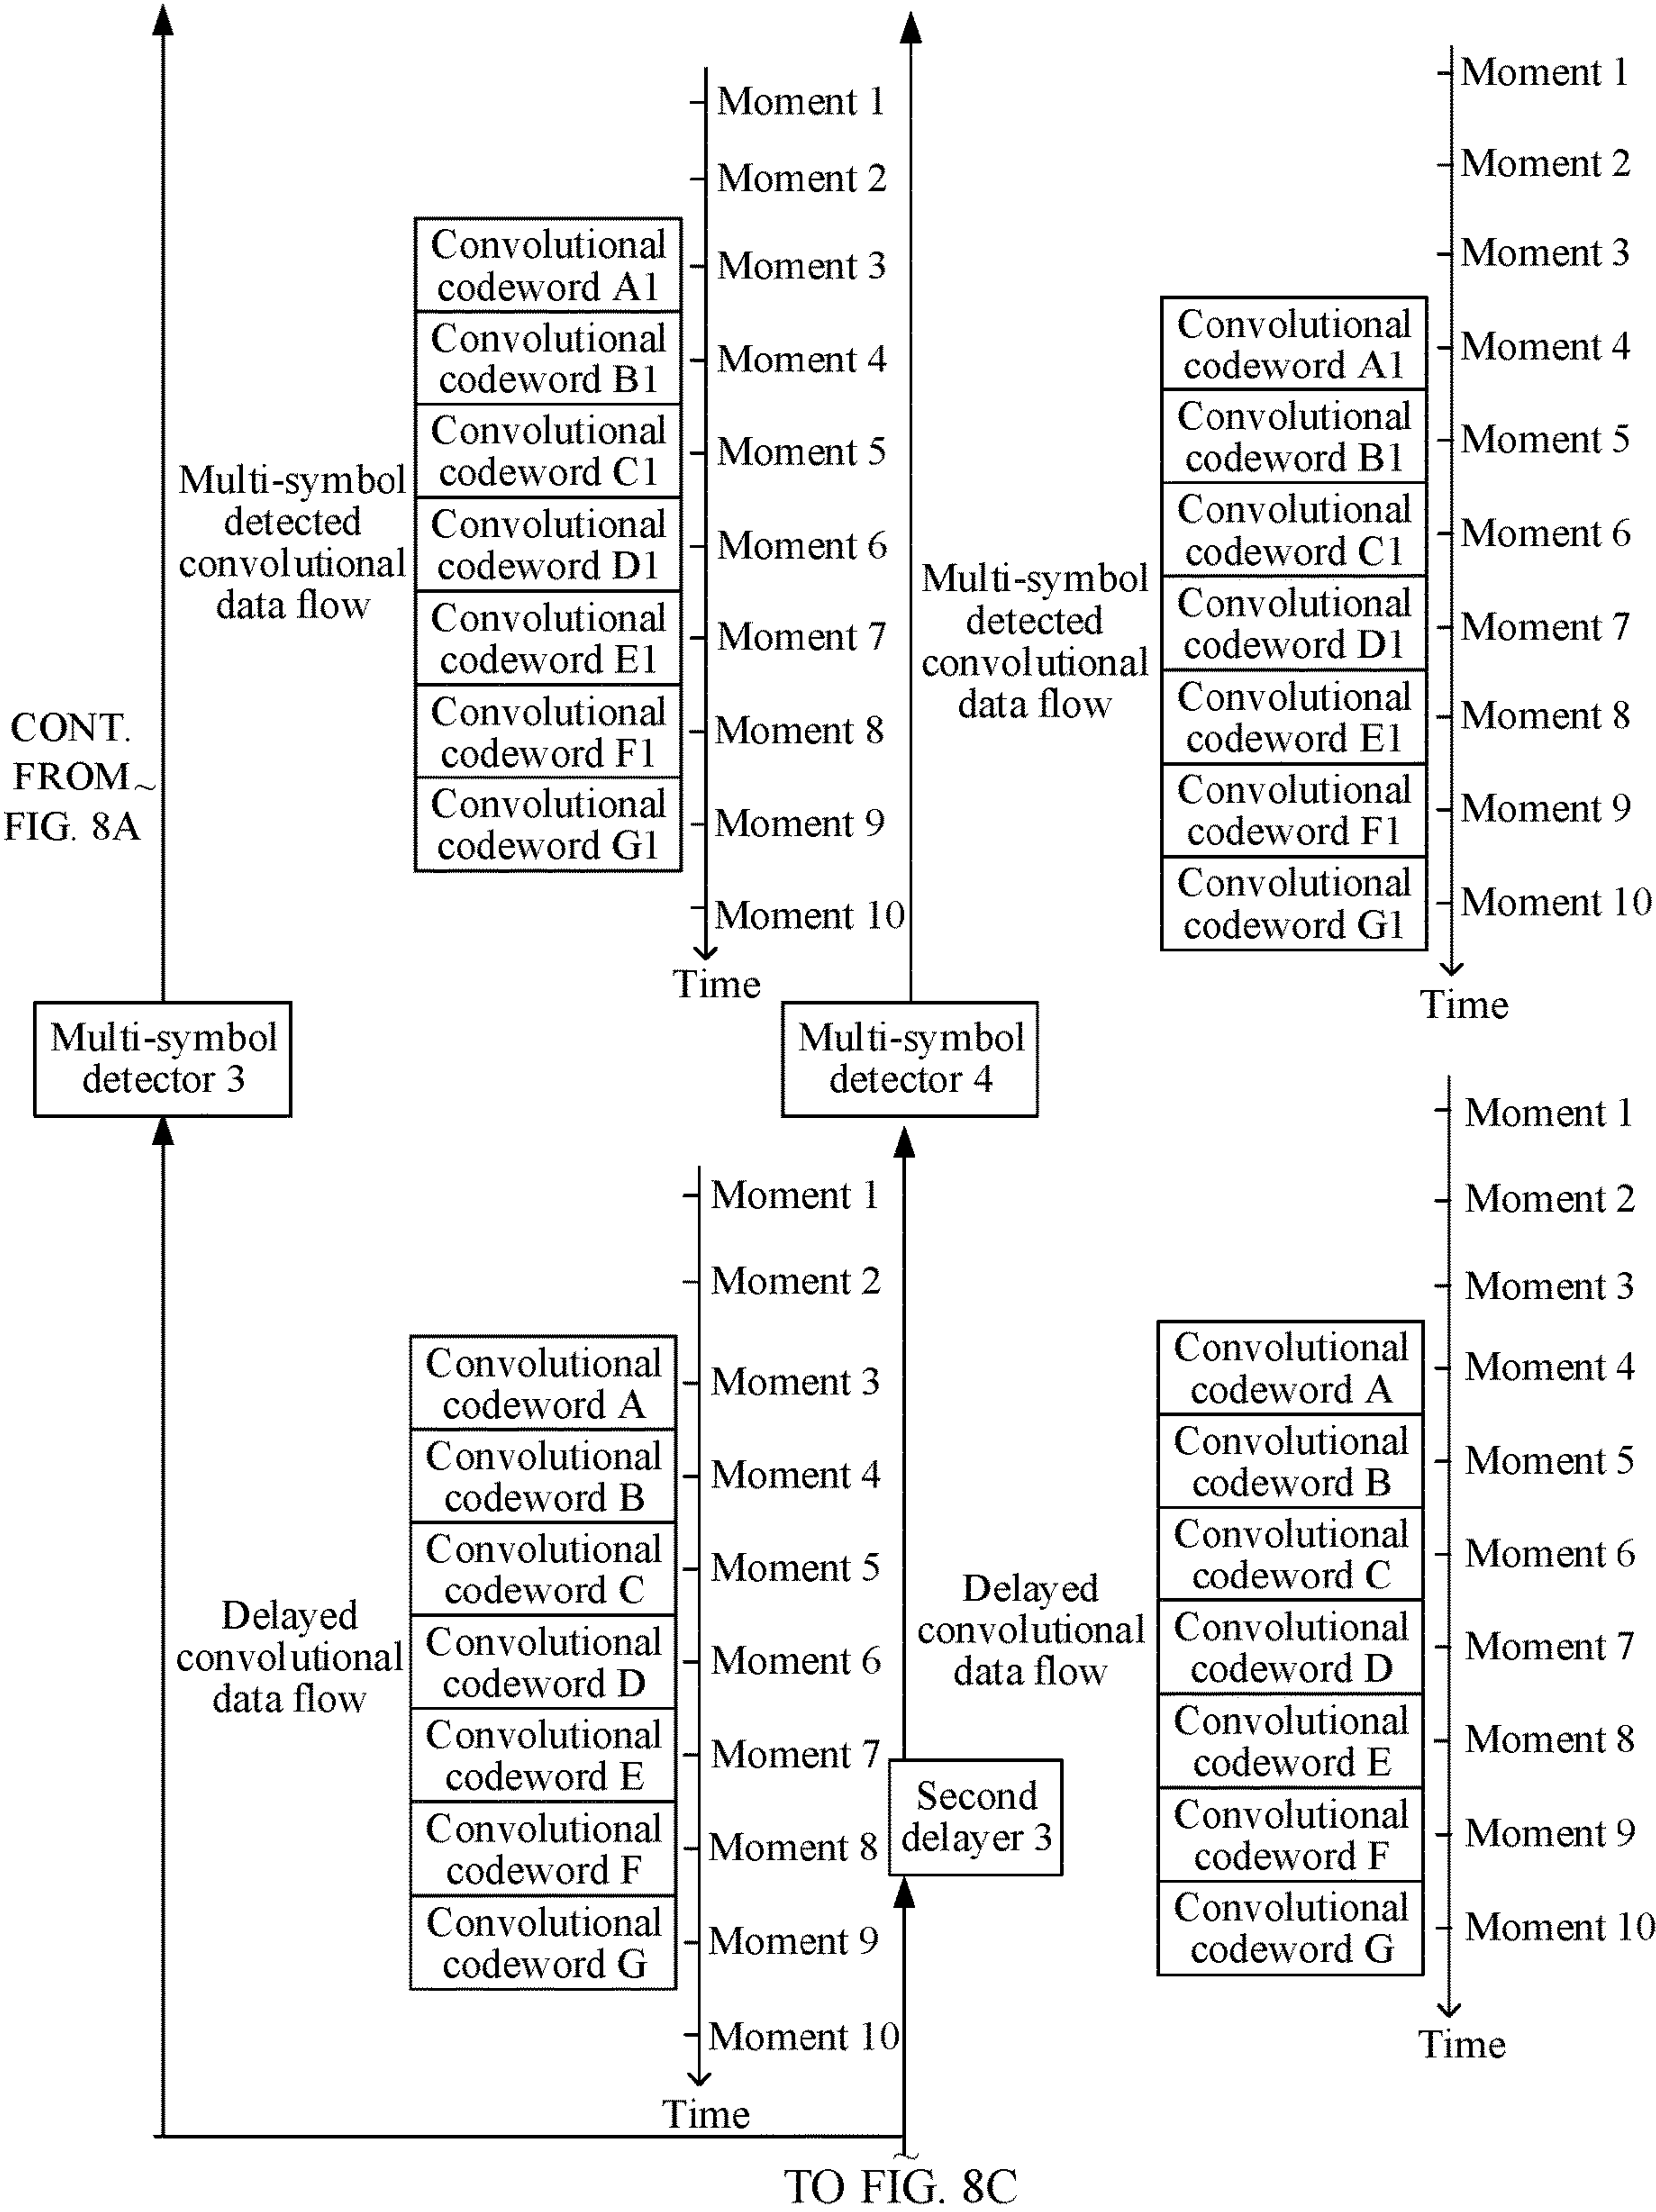 CONT.
FROM
FIG. 8A
Multi-symbol
detected
convolutional
data flow
Convolutional
codeword A1
Convolutional
codeword B1
Convolutional
codeword C1
Convolutional
codeword D1
Convolutional
codeword E1
Convolutional
codeword F1
Convolutional
codeword G1
Moment 1
Moment 2
Moment 3
Moment 4
Moment 5
Moment 6
Moment 7
Moment 8
Moment 9
Moment 10
Time
Multi-symbol
detected
convolutional
data flow
Convolutional
codeword A1
Convolutional
codeword B1
Convolutional
codeword C1
Convolutional
codeword D1
Convolutional
codeword E1
Convolutional
codeword F1
Convolutional
codeword G1
Moment 1
Moment 2
Moment 3
Moment 4
Moment 5
Moment 6
Moment 7
Moment 8
Moment 9
Moment 10
Time
Multi-symbol
detector 3
Multi-symbol
detector 4
Delayed
convolutional
data flow
Convolutional
codeword A
Convolutional
codeword B
Convolutional
codeword C
Convolutional
codeword D
Convolutional
codeword E
Convolutional
codeword F
Convolutional
codeword G
Moment 1
Moment 2
Moment 3
Moment 4
Moment 5
Moment 6
Moment 7
Moment 8
Moment 9
Moment 10
Time
Second
delayer 3
Delayed
convolutional
data flow
Convolutional
codeword A
Convolutional
codeword B
Convolutional
codeword C
Convolutional
codeword D
Convolutional
codeword E
Convolutional
codeword F
Convolutional
codeword G
Moment 1
Moment 2
Moment 3
Moment 4
Moment 5
Moment 6
Moment 7
Moment 8
Moment 9
Moment 10
Time
TO FIG. 8C